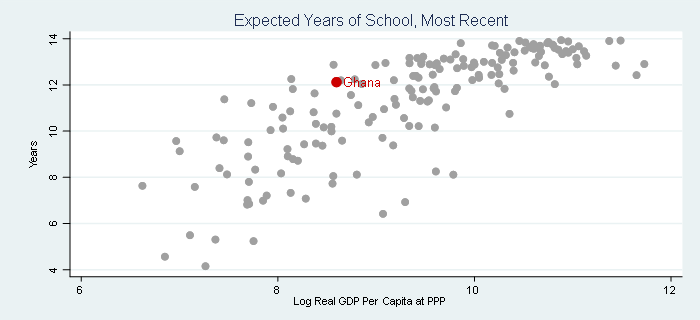 Expected Years of School, Most Recent
14
12
10
8
6
4
Years
Ghana
6
8
10
12
Log Real GDP Per Capita at PPP